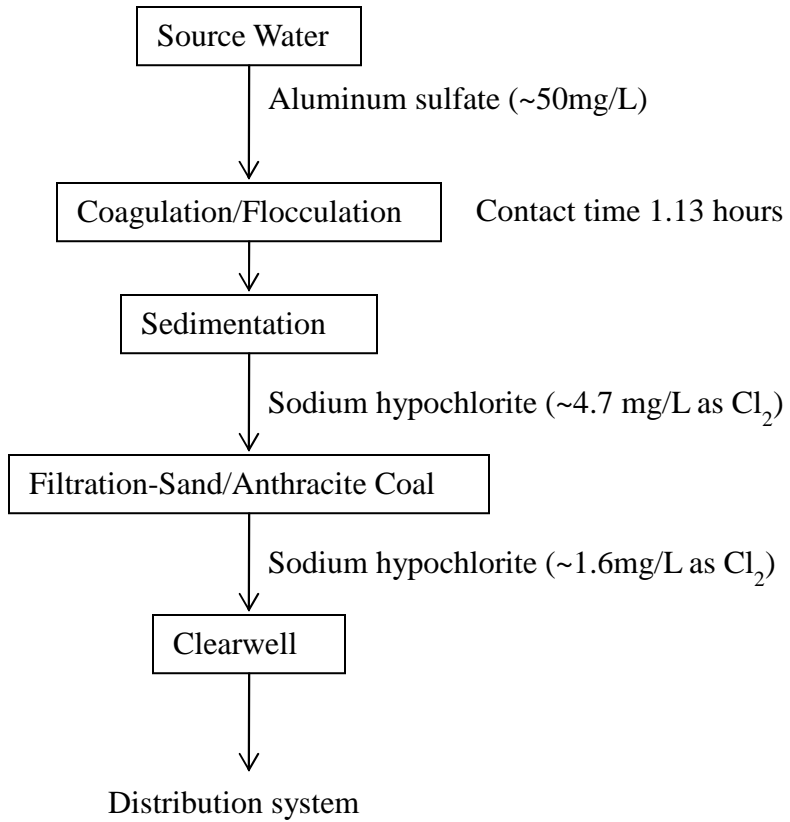 Source Water
Aluminum sulfate (~50mg/L)
Coagulation/Flocculation
Contact time 1.13 hours
Sedimentation
Sodium hypochlorite (~4.7 mg/L as Cl₂)
Filtration-Sand/Anthracite Coal
Sodium hypochlorite (~1.6mg/L as Cl₂)
Clearwell
Distribution system